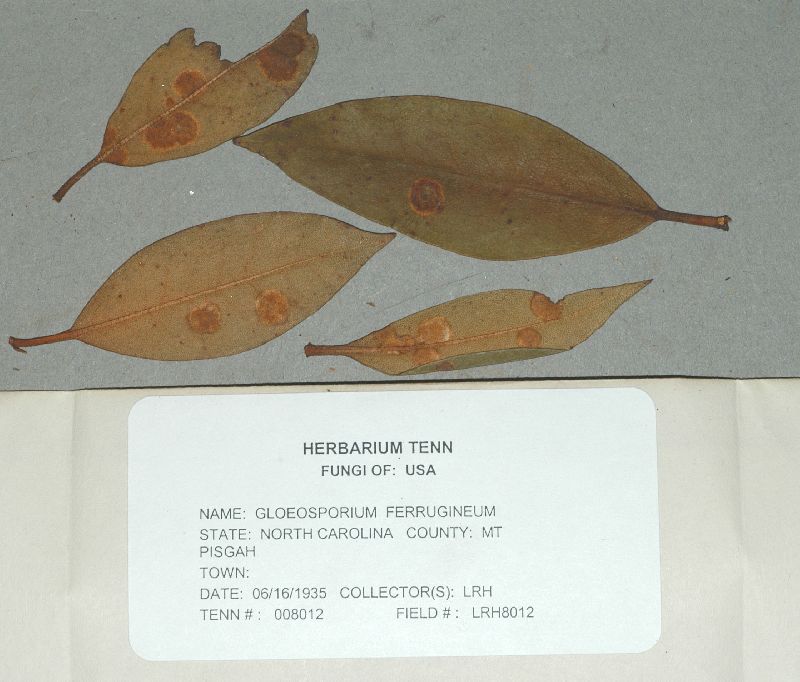 HERBARIUM TENN
FUNGI OF: USA
NAME: GLOEOSPORIUM FERRUGINEUM
STATE: NORTH CAROLINA COUNTY: MT
PISGAH
TOWN:
DATE: 06/16/1935 COLLECTOR(S): LRH
TENN # : 008012 FIELD # : LRH8012